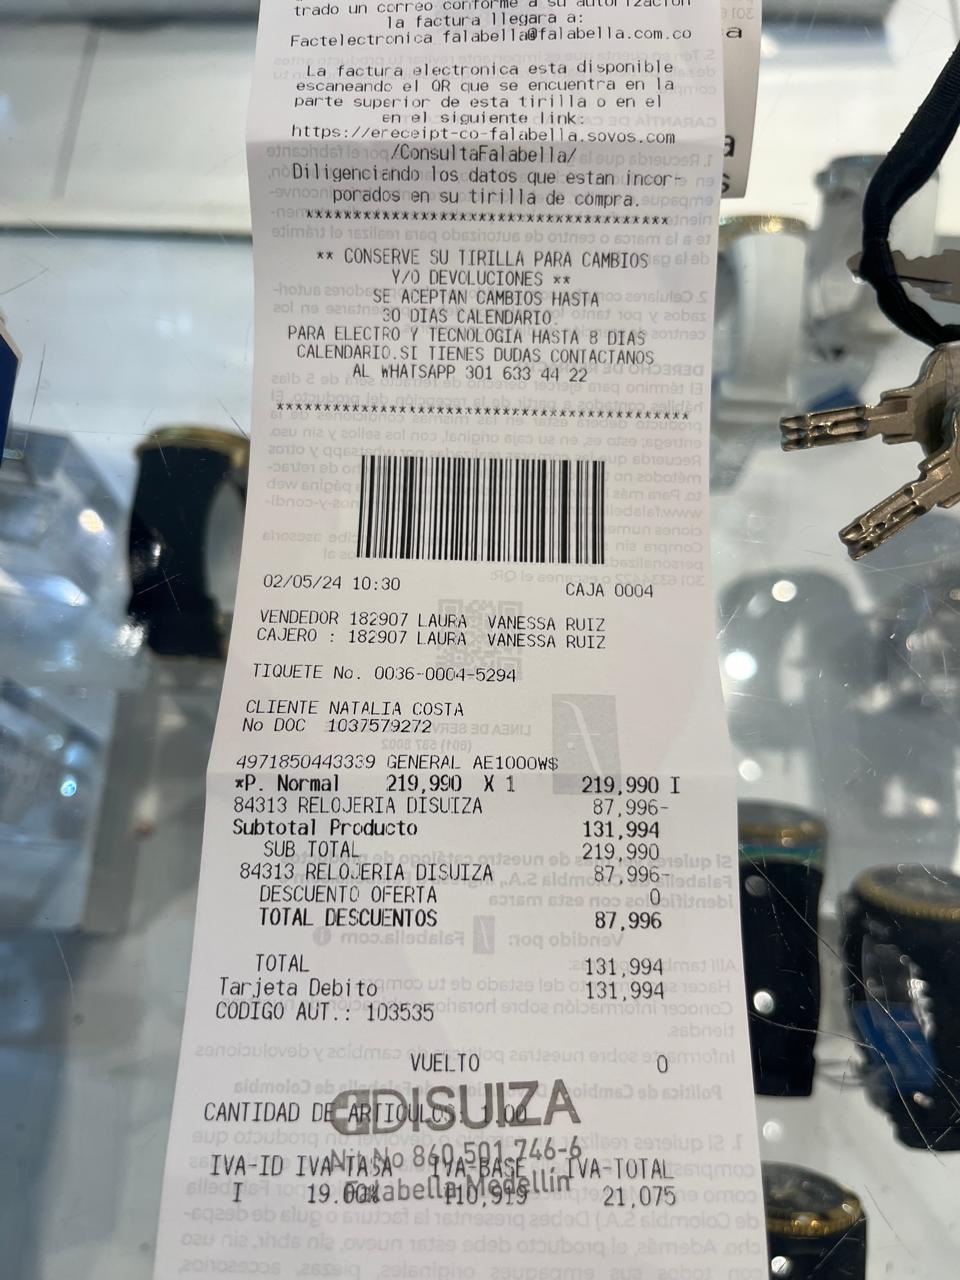 trado un correo conforme a su autorización
la factura llegara a:
Factelectronica_falabella@falabella.com.co
La factura electronica esta disponible
escaneando el QR que se encuentra en la
parte superior de esta tirilla o en el
en el siguiente link:
https://ereceipt-co-falabella.sovos.com
/ConsultaFalabella/
Diligenciando los datos que estan incor-
porados en su tirilla de compra.
****************************************
** CONSERVE SU TIRILLA PARA CAMBIOS
Y/O DEVOLUCIONES **
SE ACEPTAN CAMBIOS HASTA
30 DIAS CALENDARIO.
PARA ELECTRO Y TECNOLOGIA HASTA 8 DIAS
CALENDARIO.SI TIENES DUDAS CONTACTANOS
AL WHATSAPP 301 633 44 22
****************************************
02/05/24 10:30 CAJA 0004
VENDEDOR 182907 LAURA VANESSA RUIZ
CAJERO : 182907 LAURA VANESSA RUIZ
TIQUETE No. 0036-0004-5294
CLIENTE NATALIA COSTA
No DOC 1037579272
4971850443339 GENERAL AE1000W$
*P. Normal 219,990 X 1 219,990 I
84313 RELOJERIA DISUIZA 87,996-
Subtotal Producto 131,994
SUB TOTAL 219,990
84313 RELOJERIA DISUIZA 87,996-
DESCUENTO OFERTA 0
TOTAL DESCUENTOS 87,996
TOTAL 131,994
Tarjeta Debito 131,994
CODIGO AUT.: 103535
VUELTO 0
DISUIZA
CANTIDAD DE ARTICULOS: 1.00
Nit No 860.501.746-6
IVA-ID IVA-TASA IVA-BASE IVA-TOTAL
Falabella Medellín
I 19.00% 110,919 21,075